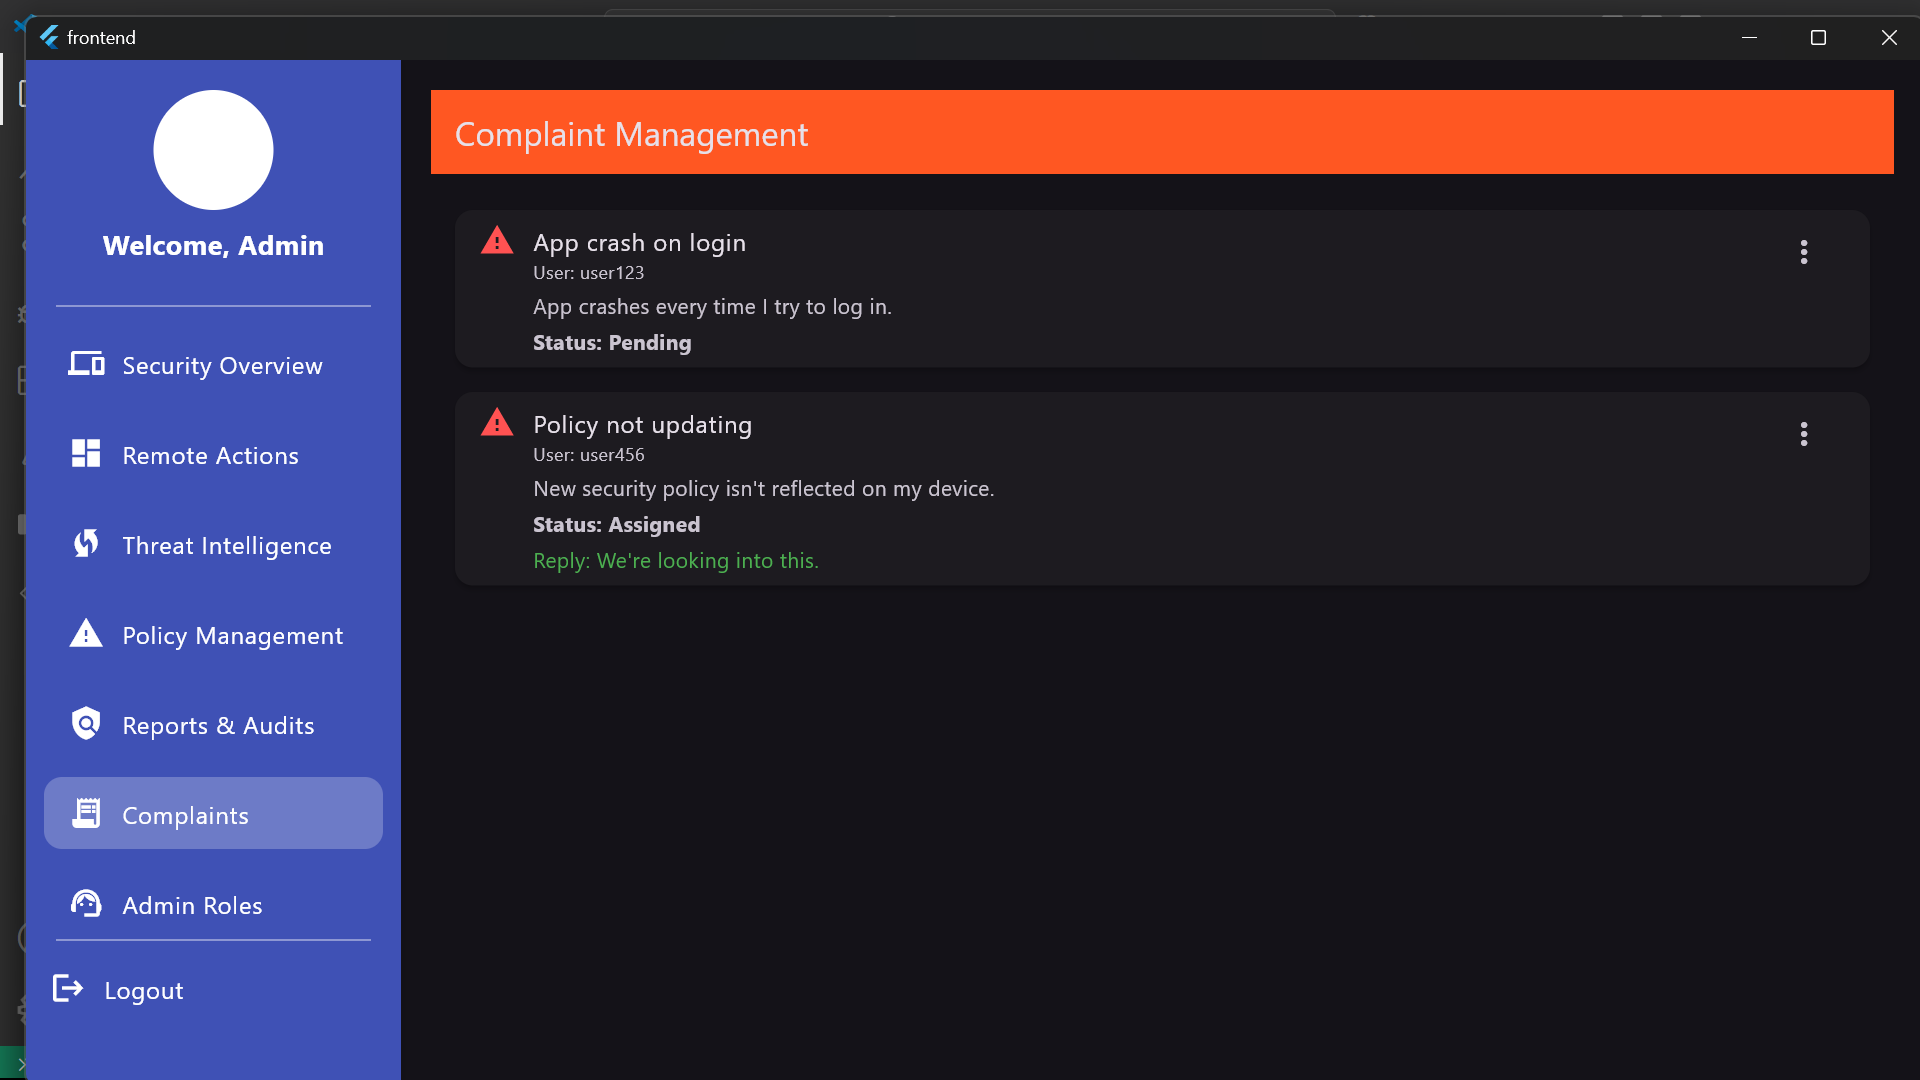 frontend
Welcome, Admin
Security Overview
Remote Actions
Threat Intelligence
Policy Management
Reports & Audits
Complaints
Admin Roles
Logout
Complaint Management
App crash on login
User: user123
App crashes every time I try to log in.
Status: Pending
Policy not updating
User: user456
New security policy isn't reflected on my device.
Status: Assigned
Reply: We're looking into this.